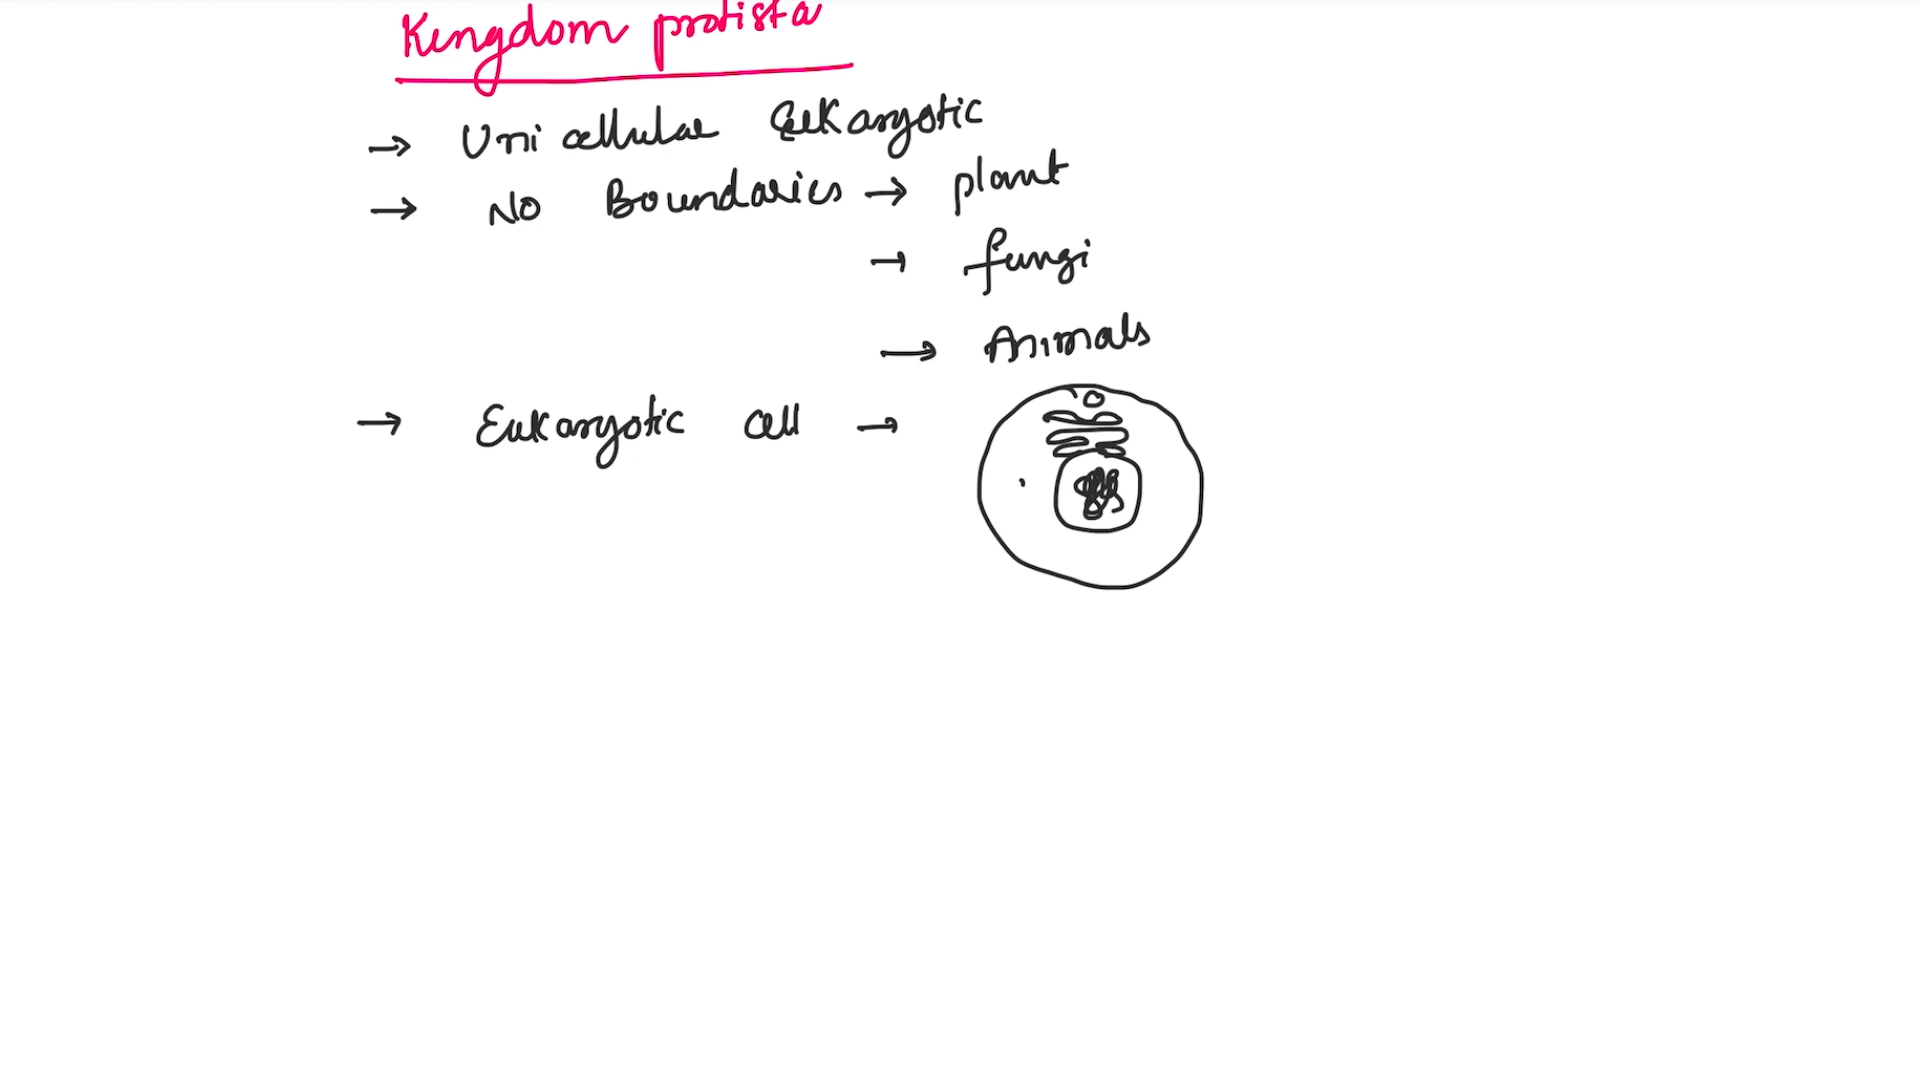 Kingdom protista
→ Unicellular Eukaryotic
→ No Boundaries → plant
→ fungi
→ Animals
→ Eukaryotic cell →